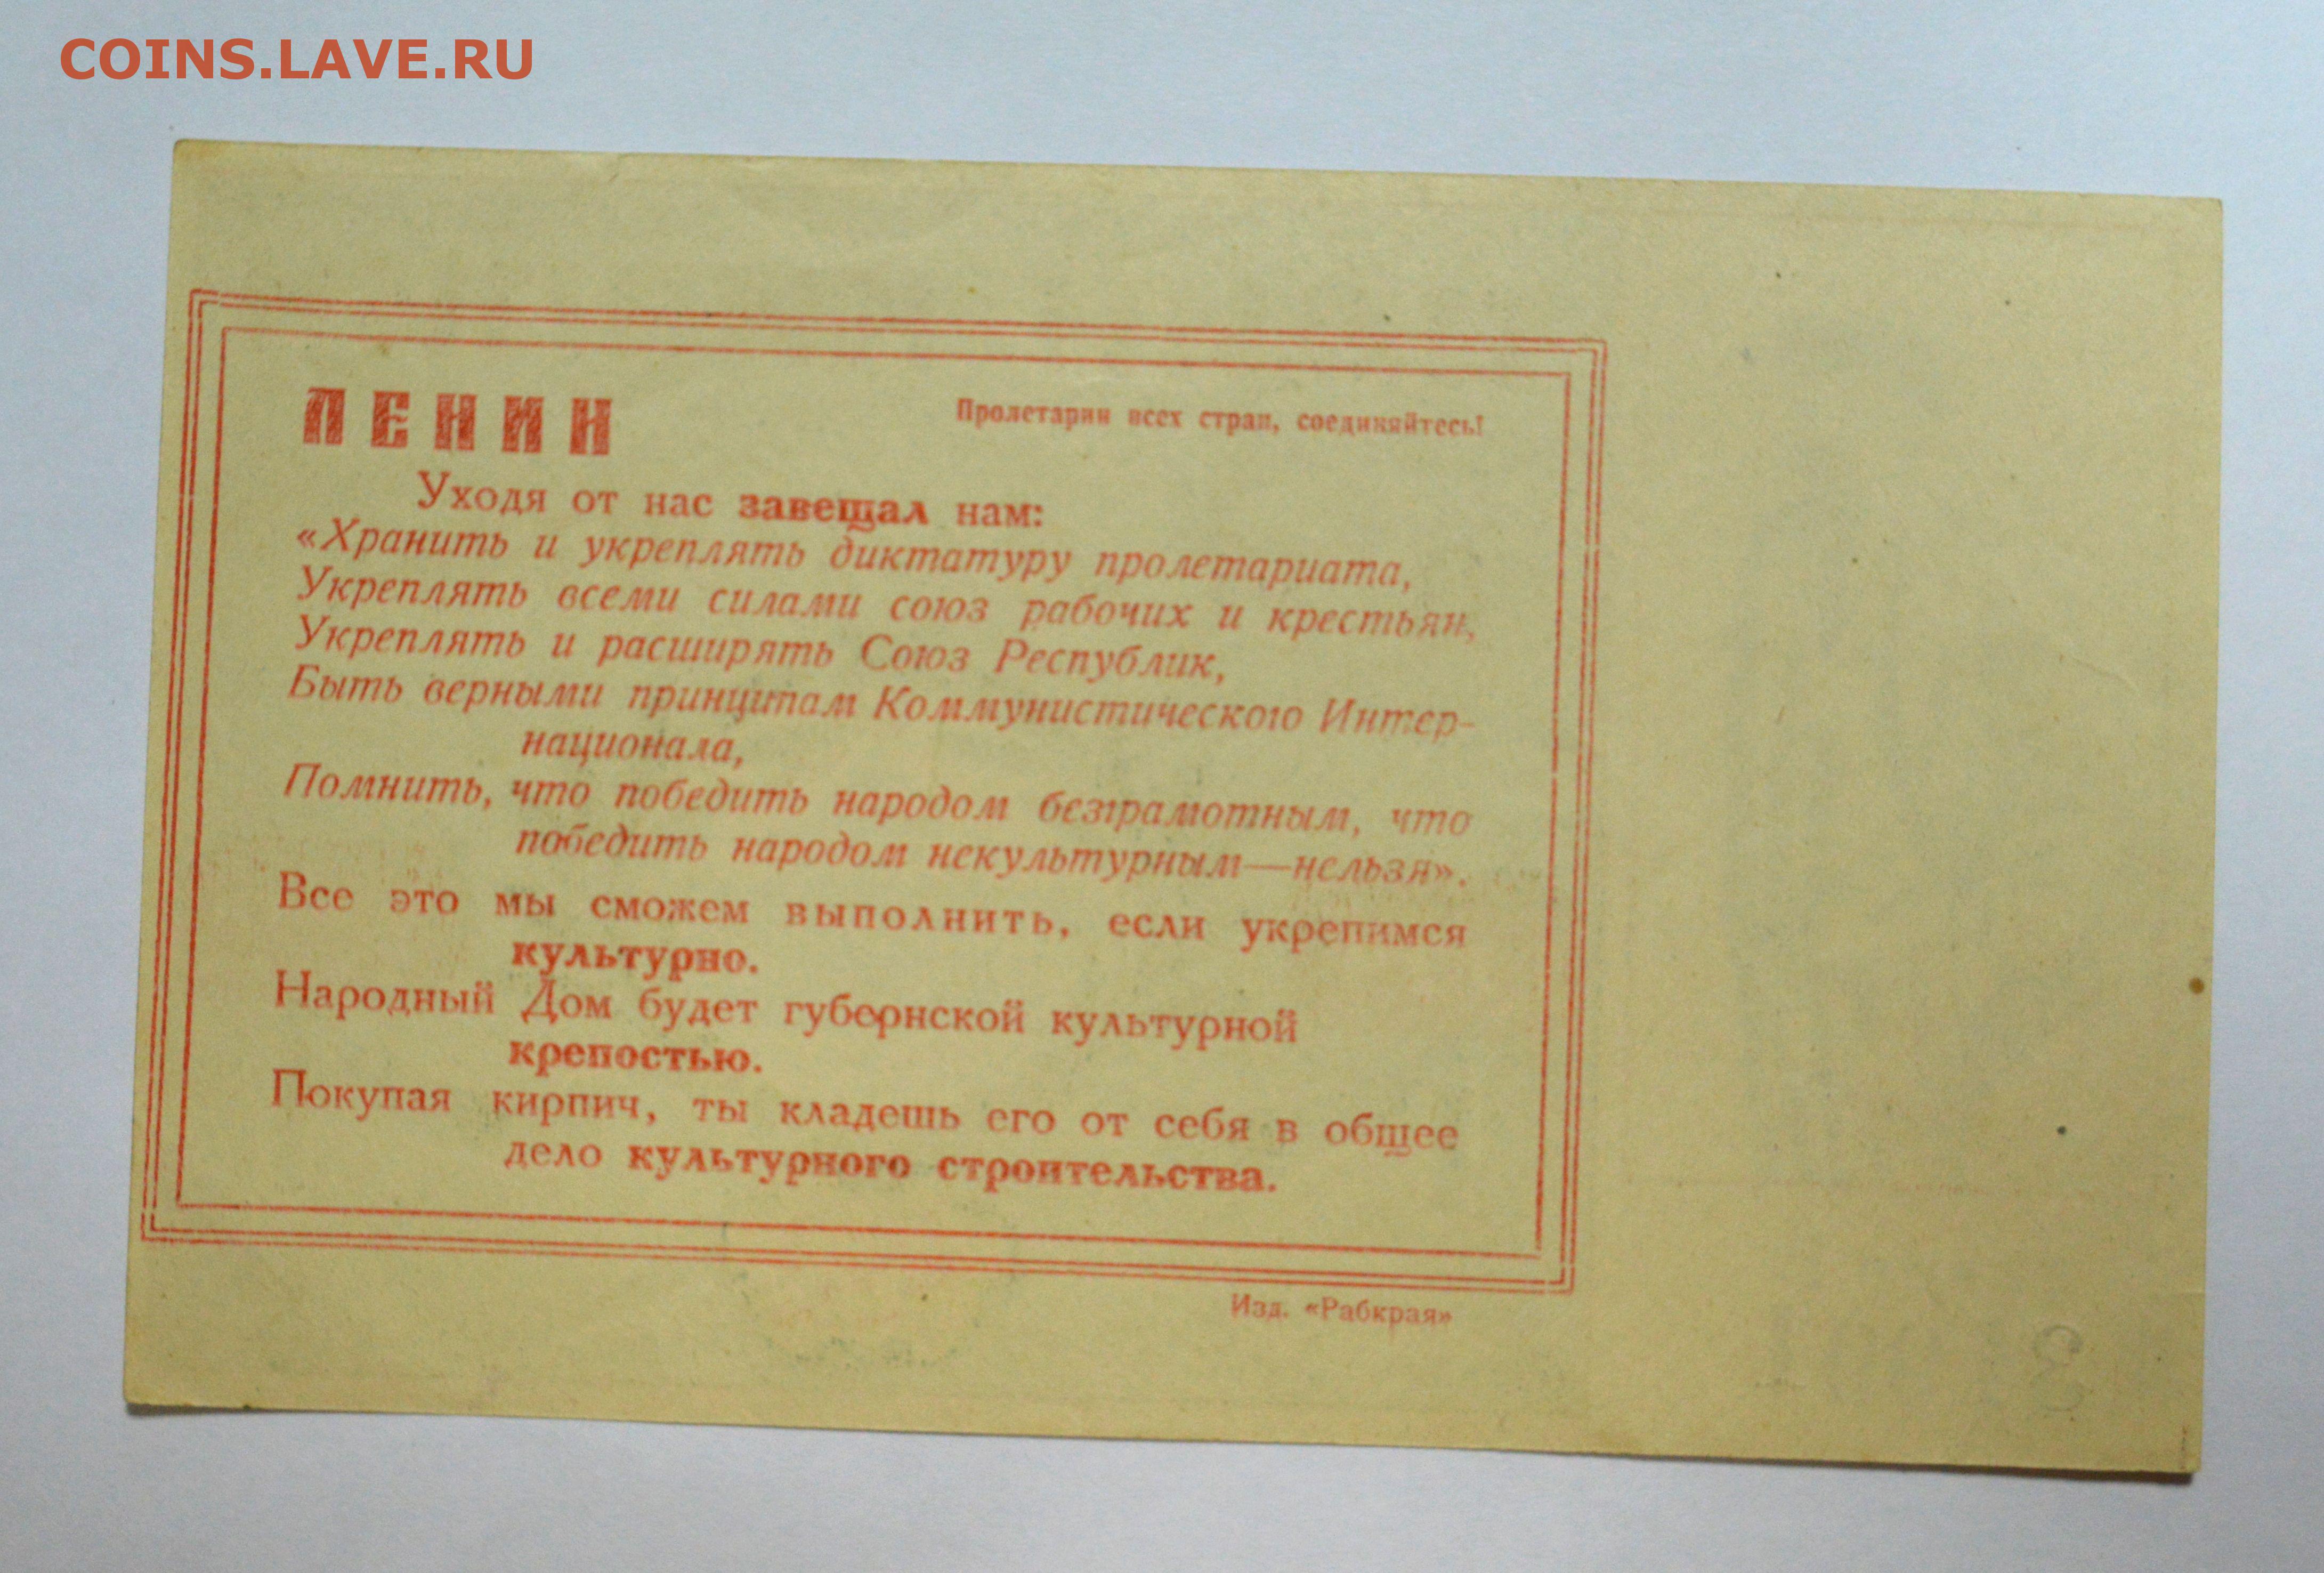 COINS.LAVE.RU
ЛЕНИН
Пролетарии всех стран, соединяйтесь!
Уходя от нас завещал нам:
«Хранить и укреплять диктатуру пролетариата,
Укреплять всеми силами союз рабочих и крестьян,
Укреплять и расширять Союз Республик,
Быть верными принципам Коммунистического Интер-
национала,
Помнить, что победить народом безграмотным, что
победить народом некультурным—нельзя».
Все это мы сможем выполнить, если укрепимся
культурно.
Народный Дом будет губернской культурной
крепостью.
Покупая кирпич, ты кладешь его от себя в общее
дело культурного строительства.
Изд. «Рабкрая»